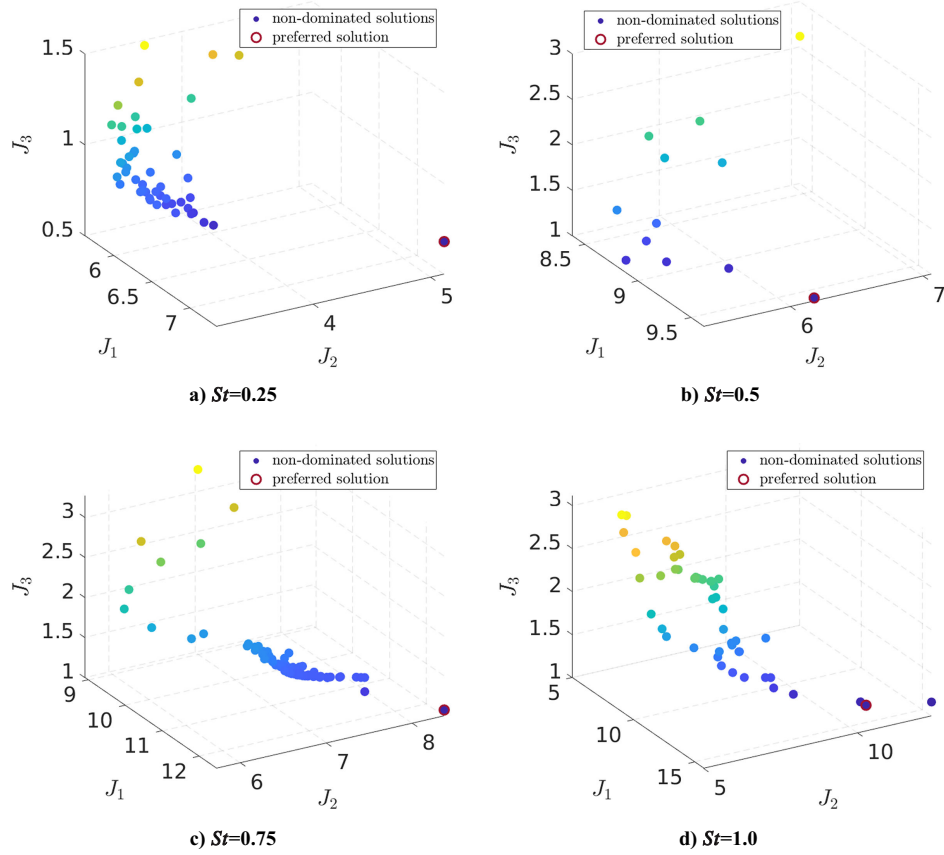 non-dominated solutions
preferred solution
1.5
1
0.5
J3
6
6.5
7
J1
4
5
J2
a) St=0.25
non-dominated solutions
preferred solution
3
2.5
2
1.5
1
J3
8.5
9
9.5
J1
6
7
J2
b) St=0.5
non-dominated solutions
preferred solution
3
2.5
2
1.5
1
J3
9
10
11
12
J1
6
7
8
J2
c) St=0.75
non-dominated solutions
preferred solution
3
2.5
2
1.5
1
J3
5
10
15
J1
5
10
J2
d) St=1.0